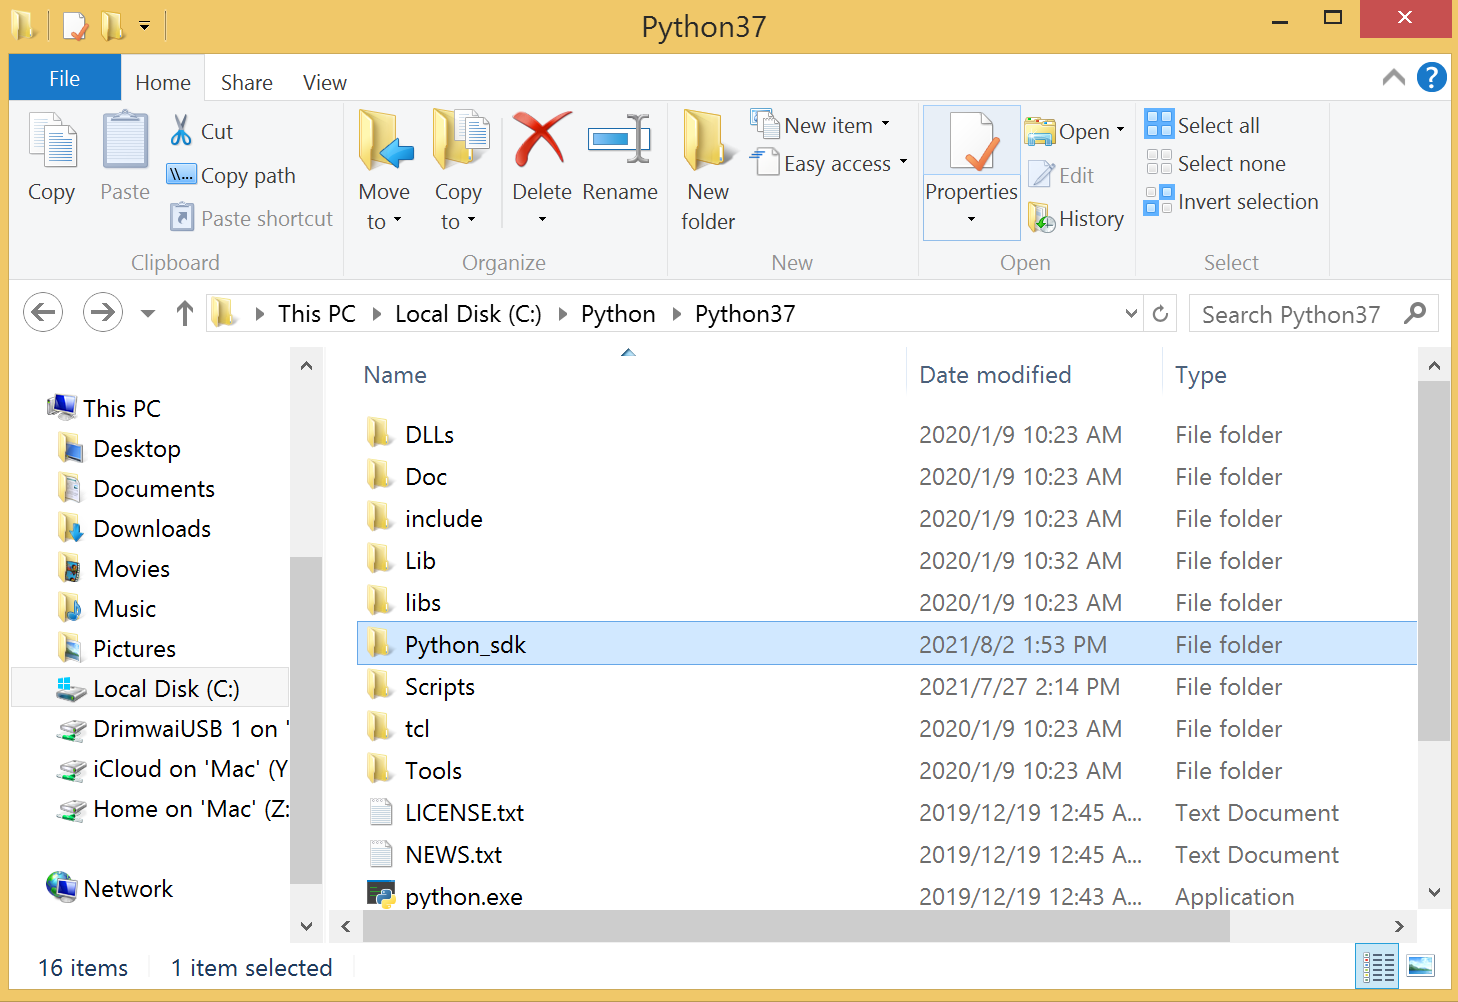 Python37
File Home Share View
Copy
Paste
Cut
\\... Copy path
Paste shortcut
Clipboard
Move to
Copy to
Delete
Rename
Organize
New folder
New item
Easy access
New
Properties
Open
Edit
History
Open
Select all
Select none
Invert selection
Select
This PC Local Disk (C:) Python Python37
Search Python37
This PC
Desktop
Documents
Downloads
Movies
Music
Pictures
Local Disk (C:)
DrimwaiUSB 1 on '
iCloud on 'Mac' (Y
Home on 'Mac' (Z:
Network
Name Date modified Type
DLLs 2020/1/9 10:23 AM File folder
Doc 2020/1/9 10:23 AM File folder
include 2020/1/9 10:23 AM File folder
Lib 2020/1/9 10:32 AM File folder
libs 2020/1/9 10:23 AM File folder
Python_sdk 2021/8/2 1:53 PM File folder
Scripts 2021/7/27 2:14 PM File folder
tcl 2020/1/9 10:23 AM File folder
Tools 2020/1/9 10:23 AM File folder
LICENSE.txt 2019/12/19 12:45 A... Text Document
NEWS.txt 2019/12/19 12:45 A... Text Document
python.exe 2019/12/19 12:43 A... Application
16 items 1 item selected